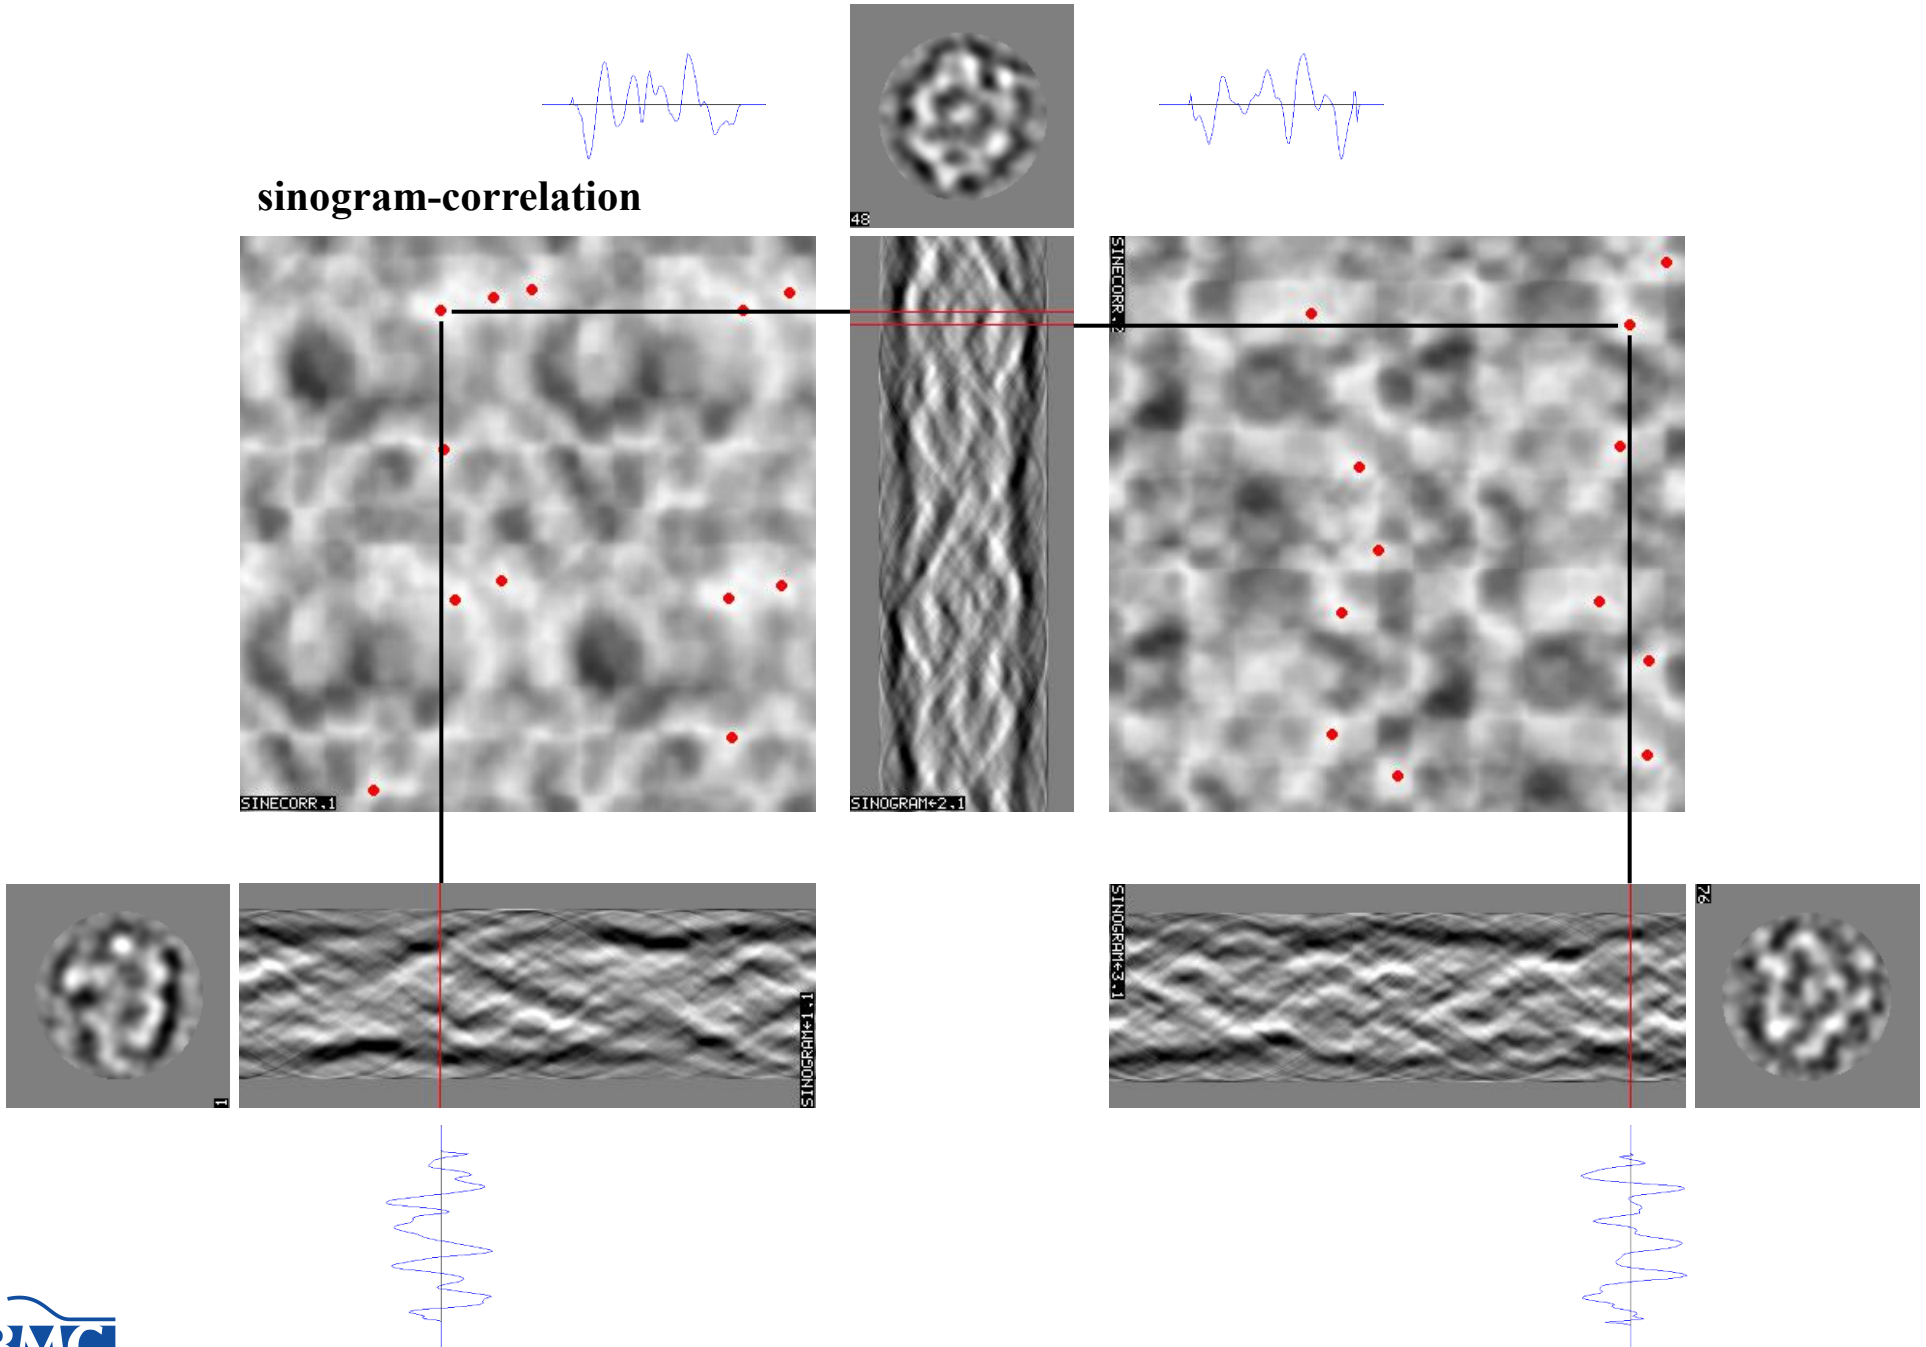 48
sinogram-correlation
SINECORR.1
SINOGRAM←2.1
SINECORR.2
1
SINOGRAM←1.1
SINOGRAM←3.1
76